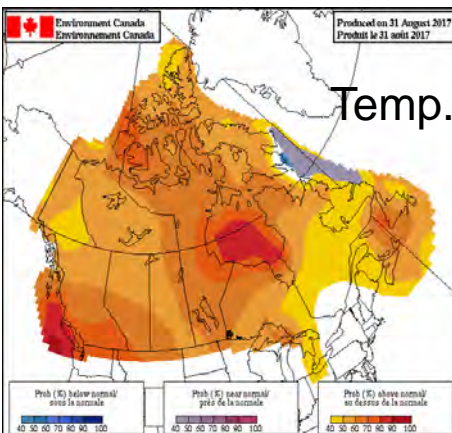 Environment Canada
Environnement Canada
Produced on 31 August 2017
Produit le 31 août 2017
Temp.
Prob (%) below normal/
sous la normale
40 50 60 70 80 90 100
Prob (%) near normal/
près de la normale
40 50 60 70 80 90 100
Prob (%) above normal/
au dessus de la normale
40 50 60 70 80 90 100